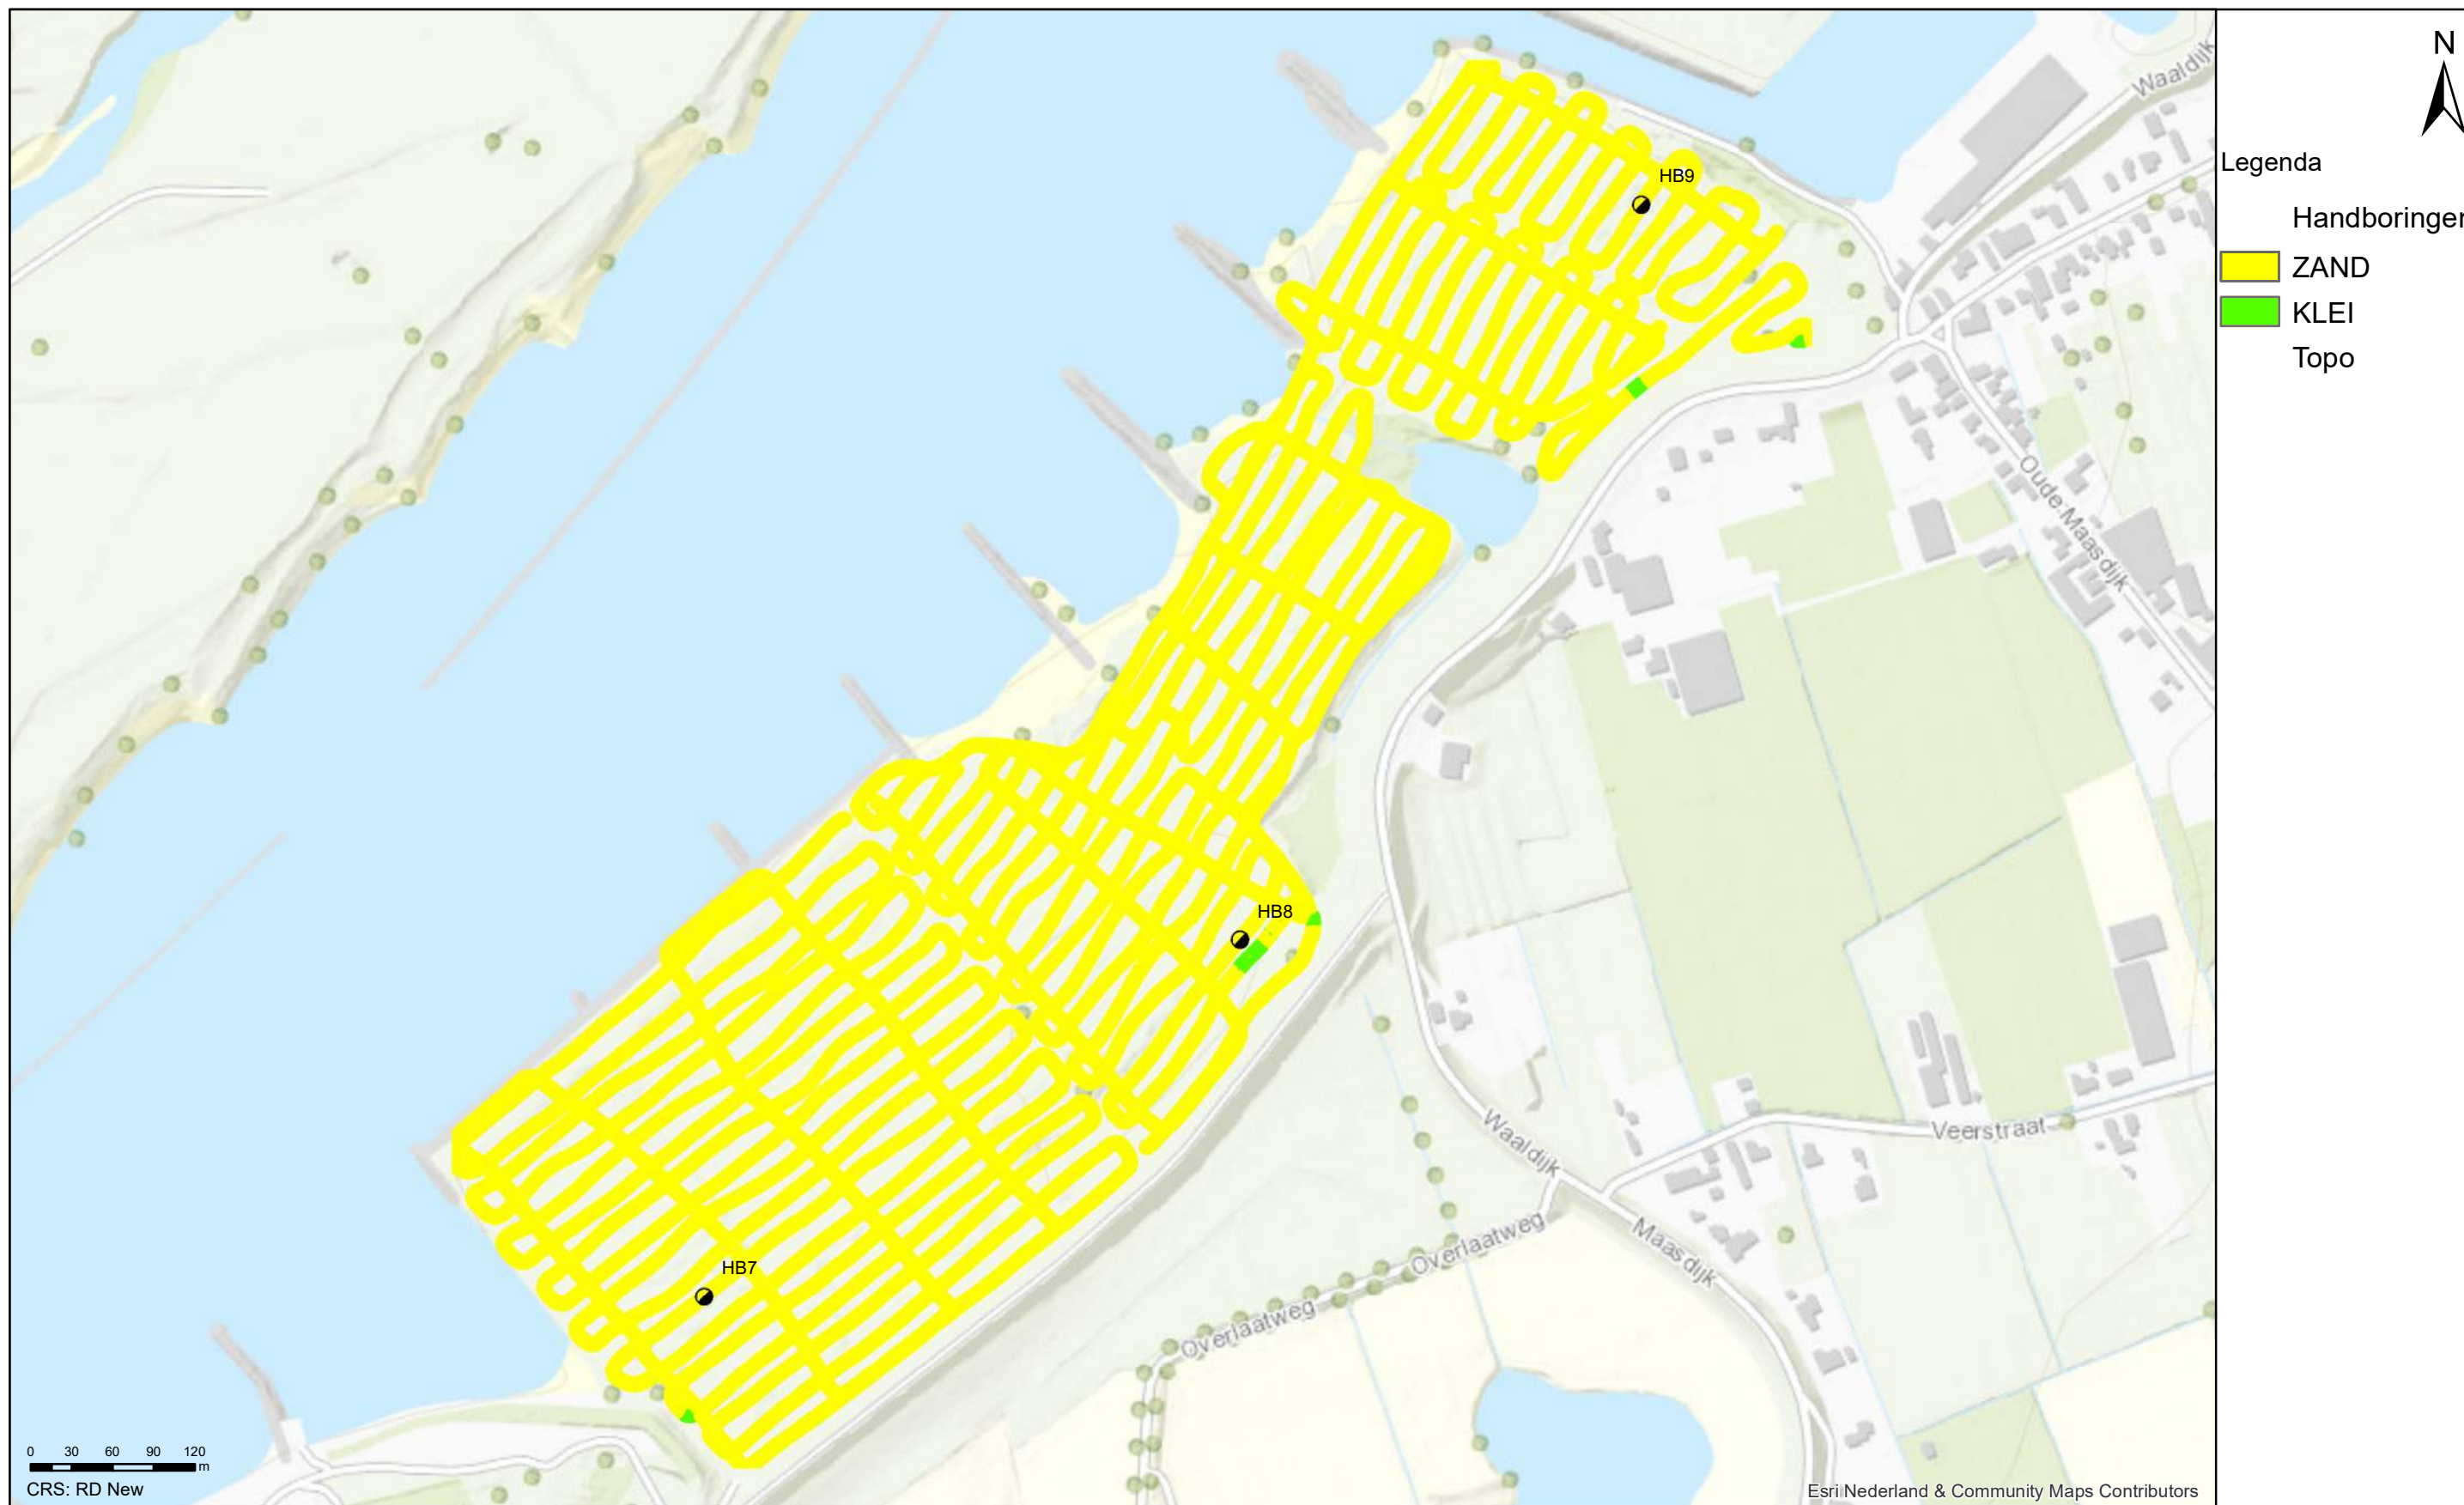 N
Waaldijk
Legenda
HB9
Handboringen
ZAND
KLEI
Topo
Oude-Maasdijk
HB8
Waaldijk
Veerstraat
Overlaatweg
Maasdijk
HB7
Overlaatweg
0 30 60 90 120
m
CRS: RD New
Esri Nederland & Community Maps Contributors